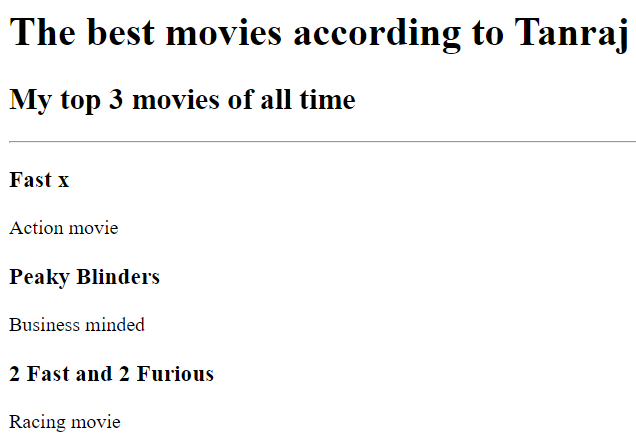 The best movies according to Tanraj
My top 3 movies of all time
Fast x
Action movie
Peaky Blinders
Business minded
2 Fast and 2 Furious
Racing movie